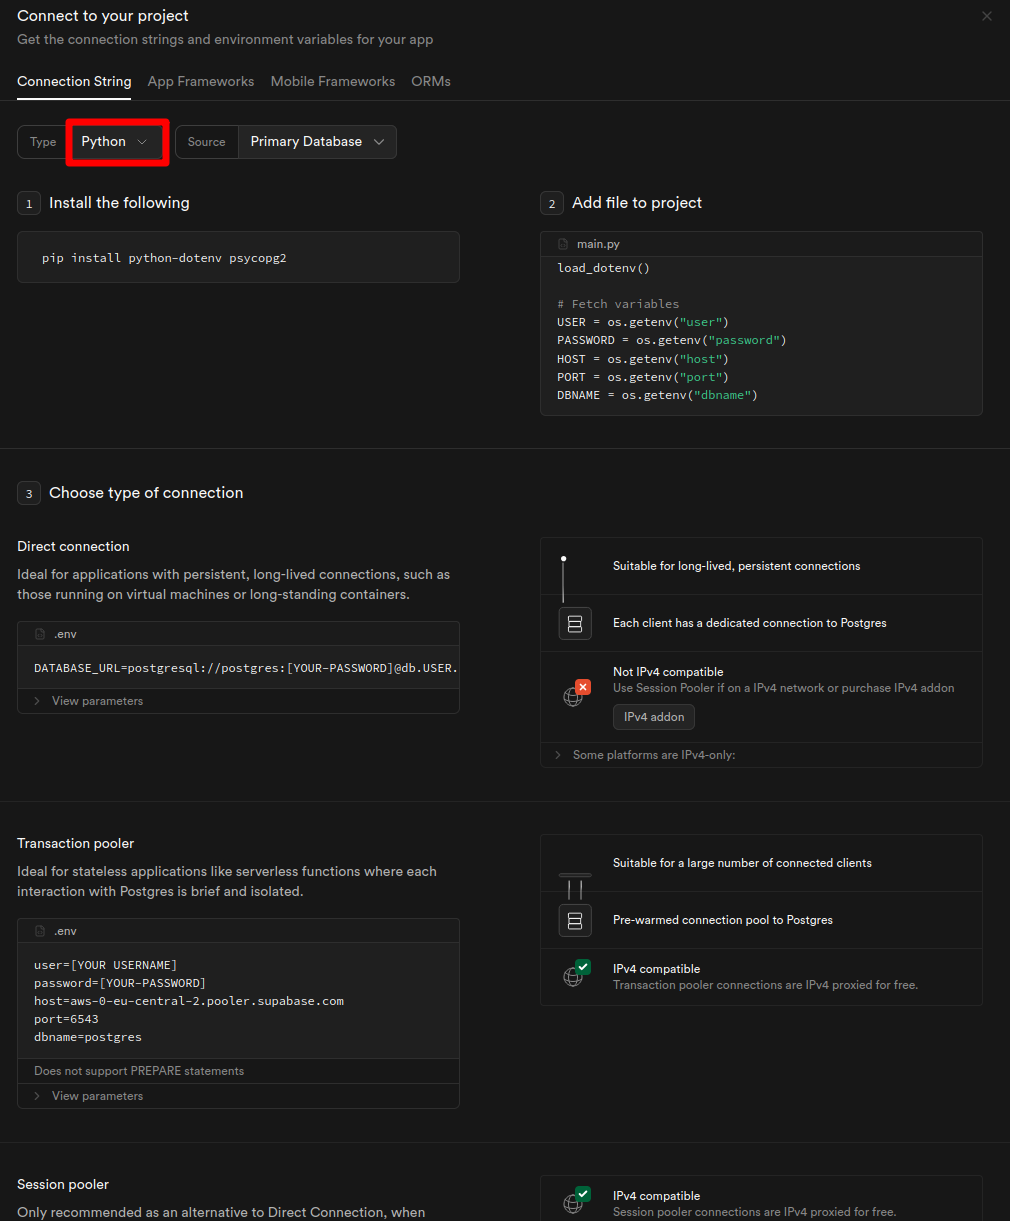 Connect to your project
Get the connection strings and environment variables for your app
Connection String App Frameworks Mobile Frameworks ORMs
Type Python Source Primary Database
1 Install the following
pip install python-dotenv psycopg2
2 Add file to project
main.py
load_dotenv()
# Fetch variables
USER = os.getenv("user")
PASSWORD = os.getenv("password")
HOST = os.getenv("host")
PORT = os.getenv("port")
DBNAME = os.getenv("dbname")
3 Choose type of connection
Direct connection
Ideal for applications with persistent, long-lived connections, such as
those running on virtual machines or long-standing containers.
.env
DATABASE_URL=postgresql://postgres:[YOUR-PASSWORD]@db.USER.
View parameters
Suitable for long-lived, persistent connections
Each client has a dedicated connection to Postgres
Not IPv4 compatible
Use Session Pooler if on a IPv4 network or purchase IPv4 addon
IPv4 addon
Some platforms are IPv4-only:
Transaction pooler
Ideal for stateless applications like serverless functions where each
interaction with Postgres is brief and isolated.
.env
user=[YOUR USERNAME]
password=[YOUR-PASSWORD]
host=aws-0-eu-central-2.pooler.supabase.com
port=6543
dbname=postgres
Does not support PREPARE statements
View parameters
Suitable for a large number of connected clients
Pre-warmed connection pool to Postgres
IPv4 compatible
Transaction pooler connections are IPv4 proxied for free.
Session pooler
Only recommended as an alternative to Direct Connection, when
IPv4 compatible
Session pooler connections are IPv4 proxied for free.